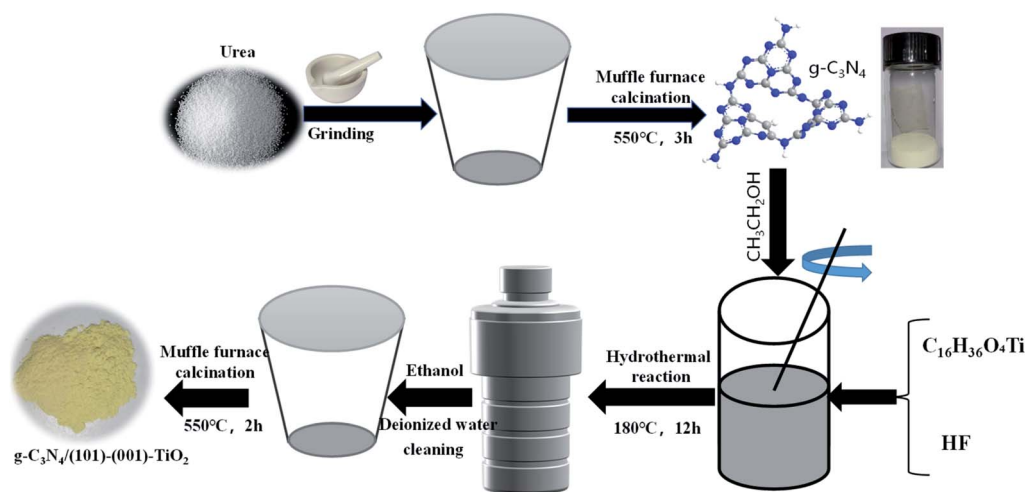 Urea
Grinding
Muffle furnace
calcination
550℃, 3h
g-C₃N₄
CH₃CH₂OH
C₁₆H₃₆O₄Ti
HF
Hydrothermal
reaction
180℃, 12h
Ethanol
Deionized water
cleaning
Muffle furnace
calcination
550℃, 2h
g-C₃N₄/(101)-(001)-TiO₂